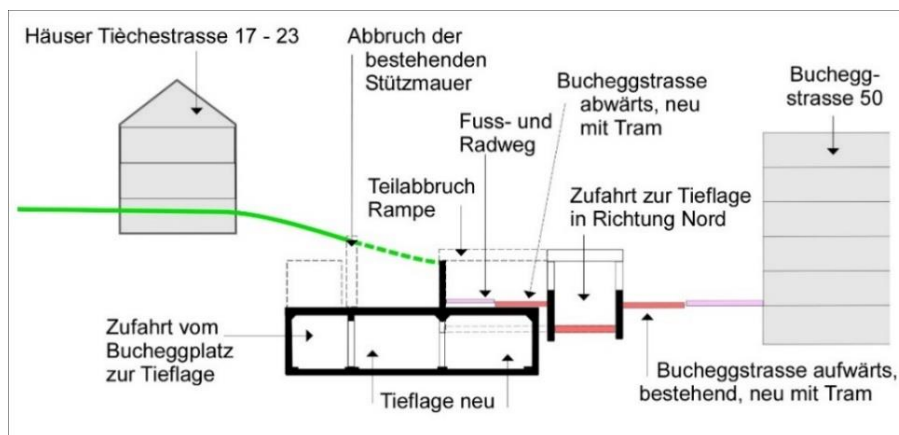 Häuser Tièchestrasse 17 - 23
Abbruch der
bestehenden
Stützmauer
Bucheggstrasse
abwärts, neu
mit Tram
Buchegg-
strasse 50
Fuss- und
Radweg
Teilabbruch
Rampe
Zufahrt zur Tieflage
in Richtung Nord
Zufahrt vom
Bucheggplatz
zur Tieflage
Tieflage neu
Bucheggstrasse aufwärts,
bestehend, neu mit Tram